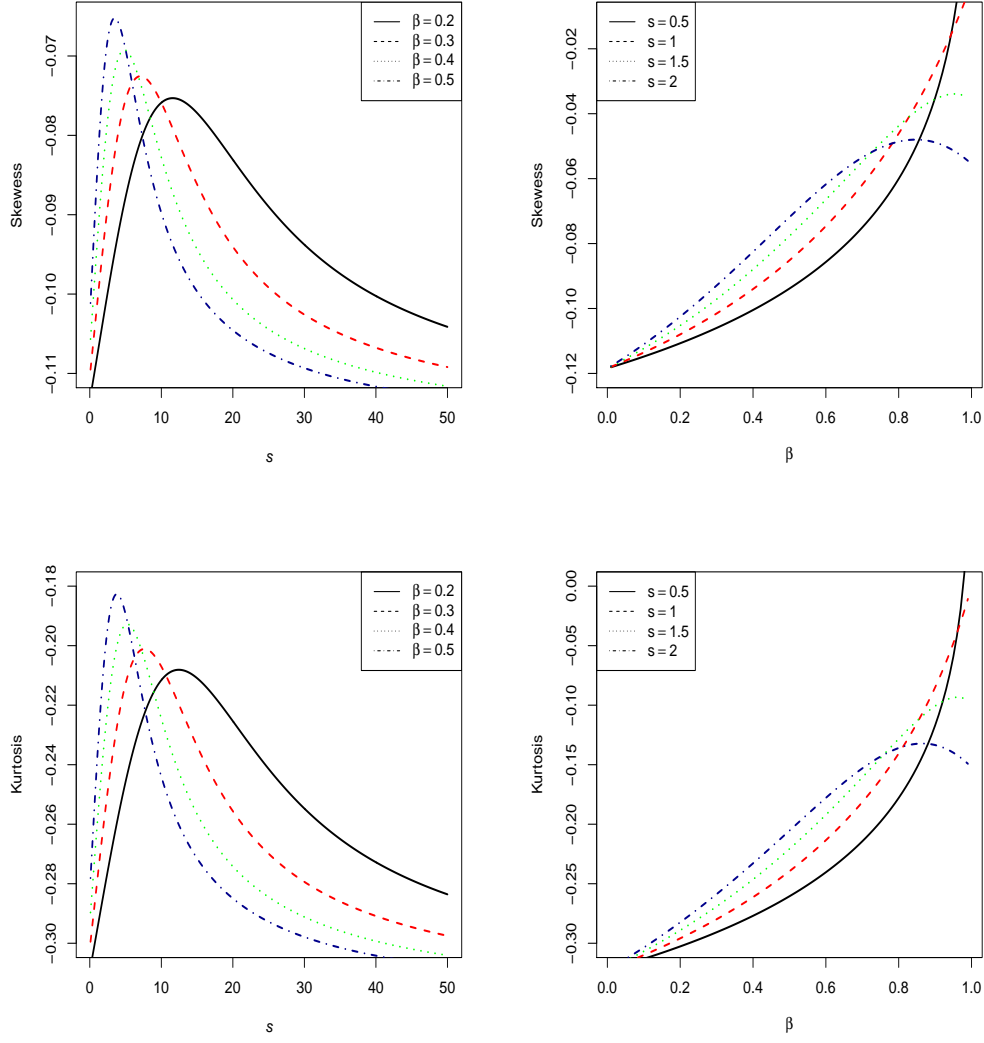 Skewess
−0.11 −0.10 −0.09 −0.08 −0.07
0 10 20 30 40 50
s
β = 0.2
β = 0.3
β = 0.4
β = 0.5
Skewess
−0.12 −0.10 −0.08 −0.06 −0.04 −0.02
0.0 0.2 0.4 0.6 0.8 1.0
β
s = 0.5
s = 1
s = 1.5
s = 2
Kurtosis
−0.30 −0.28 −0.26 −0.24 −0.22 −0.20 −0.18
0 10 20 30 40 50
s
β = 0.2
β = 0.3
β = 0.4
β = 0.5
Kurtosis
−0.30 −0.25 −0.20 −0.15 −0.10 −0.05 0.00
0.0 0.2 0.4 0.6 0.8 1.0
β
s = 0.5
s = 1
s = 1.5
s = 2